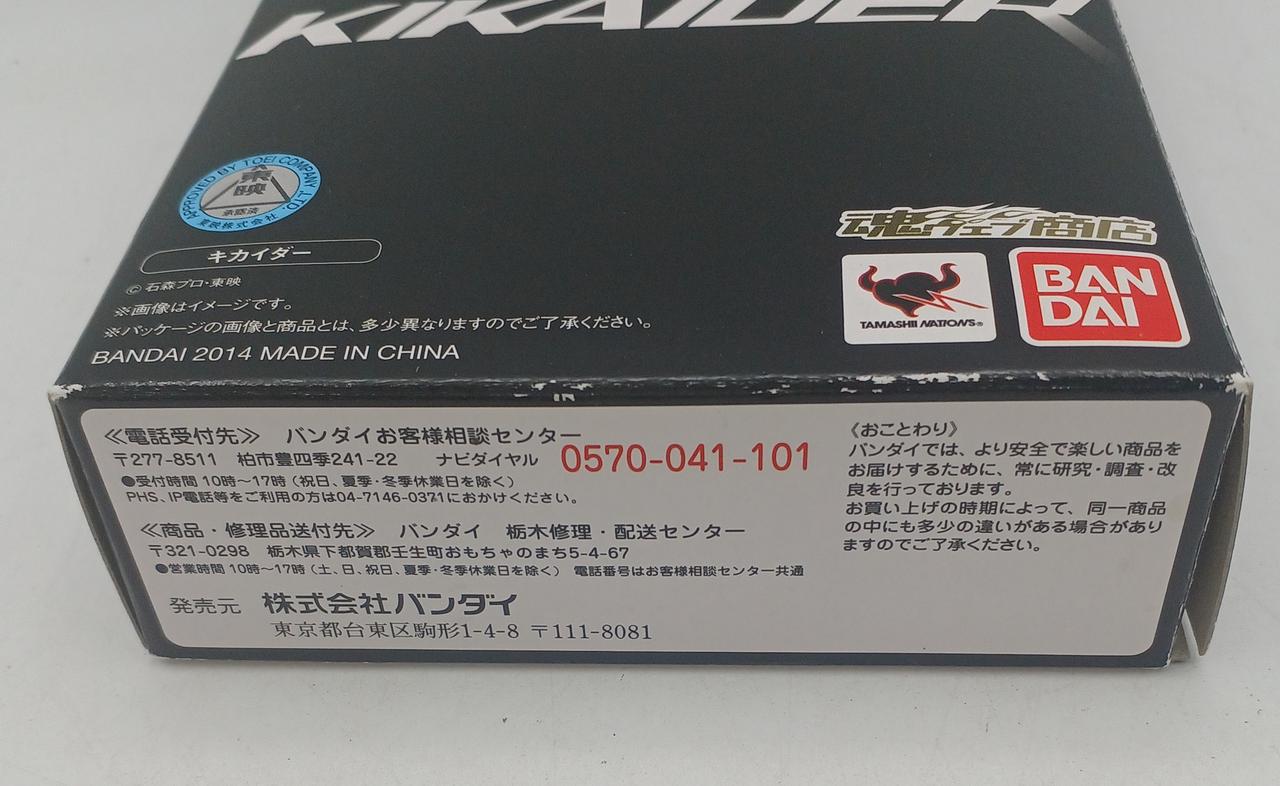 KIKAIDER
APPROVED BY TOEI COMPANY, LTD.
東映
承認済
東映株式会社
キカイダー
© 石森プロ・東映
※画像はイメージです。
※パッケージの画像と商品とは、多少異なりますのでご了承ください。
BANDAI 2014 MADE IN CHINA
魂ウェブ商店
TAMASHII NATIONS®
BAN
DAI
≪電話受付先≫ バンダイお客様相談センター
〒277-8511 柏市豊四季241-22 ナビダイヤル 0570-041-101
●受付時間 10時～17時（祝日、夏季・冬季休業日を除く）
PHS、IP電話等をご利用の方は04-7146-0371におかけください。
≪商品・修理品送付先≫ バンダイ 栃木修理・配送センター
〒321-0298 栃木県下都賀郡壬生町おもちゃのまち5-4-67
●営業時間 10時～17時（土、日、祝日、夏季・冬季休業日を除く） 電話番号はお客様相談センター共通
発売元 株式会社バンダイ
東京都台東区駒形1-4-8 〒111-8081
《おことわり》
バンダイでは、より安全で楽しい商品を
お届けするために、常に研究・調査・改
良を行っております。
お買い上げの時期によって、同一商品
の中にも多少の違いがある場合があり
ますのでご了承ください。